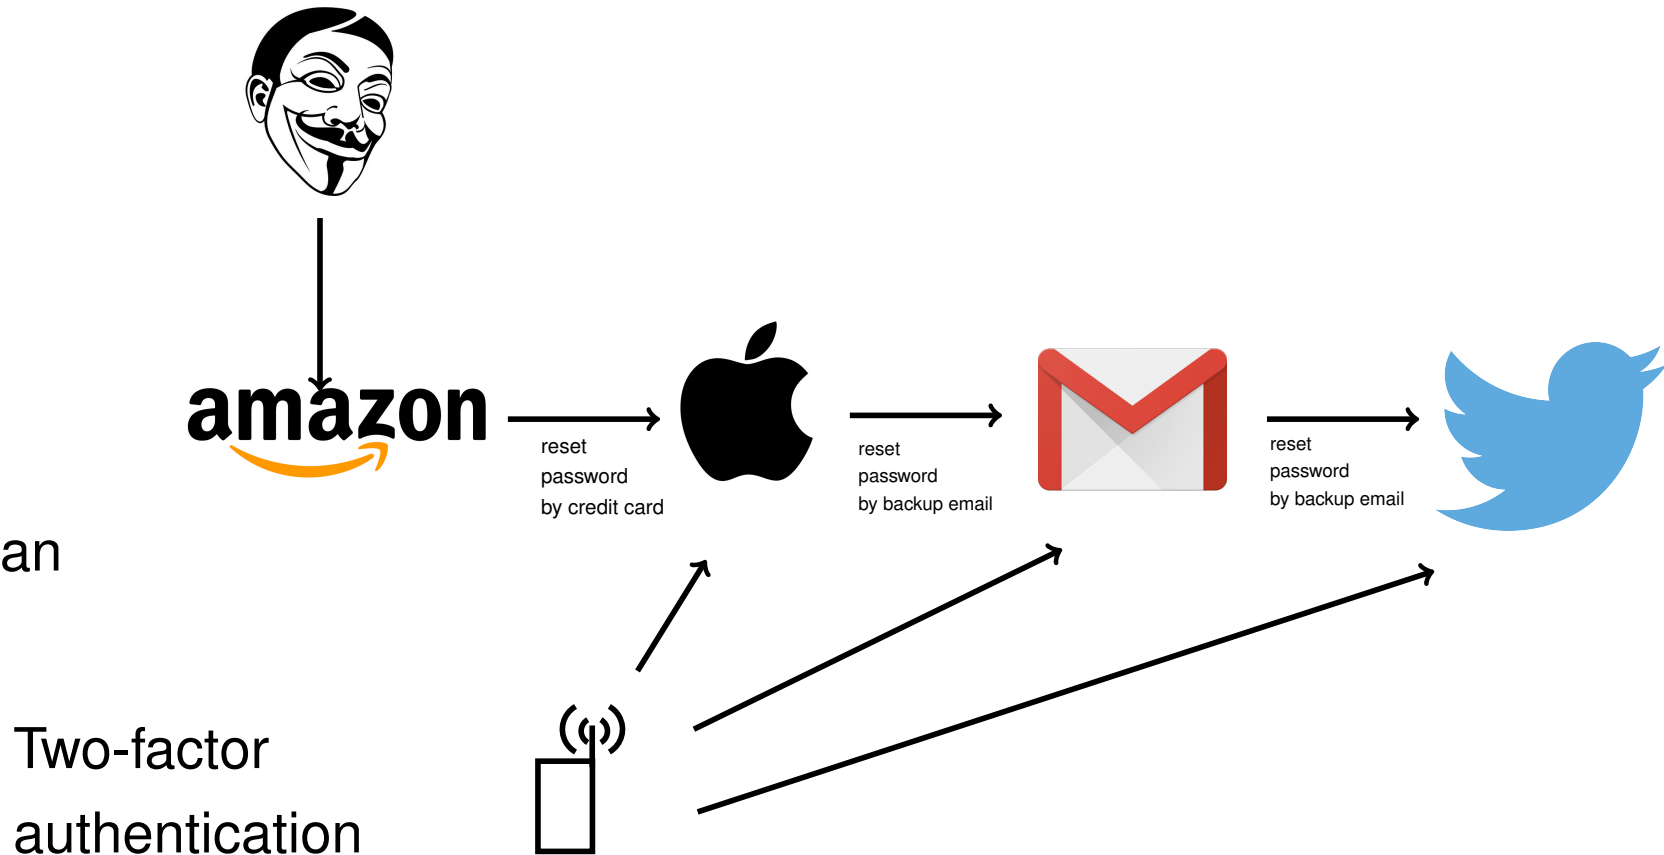 amazon
reset
password
by credit card
reset
password
by backup email
reset
password
by backup email
an
Two-factor
authentication